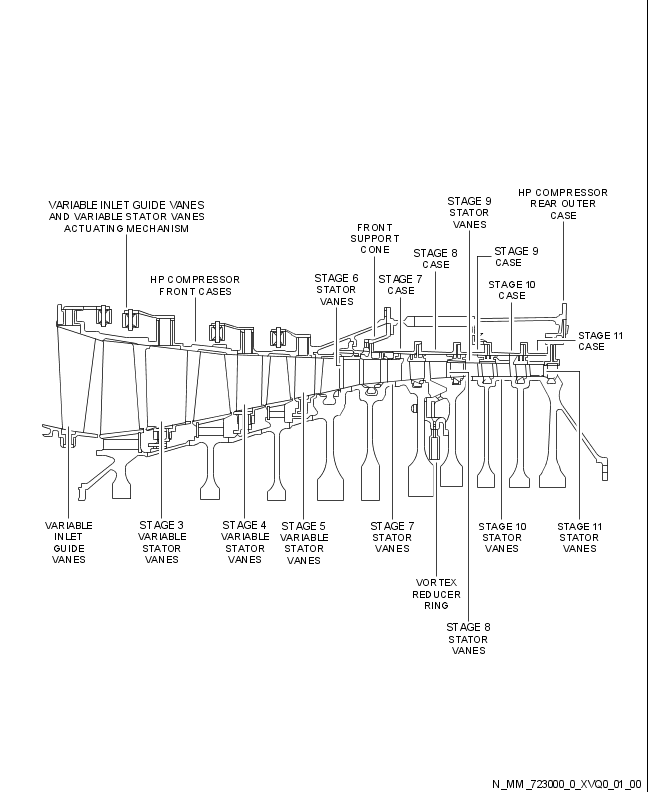 VARIABLE INLET GUIDE VANES
AND VARIABLE STATOR VANES
ACTUATING MECHANISM
HP COMPRESSOR
FRONT CASES
STAGE 6
STATOR
VANES
FRONT
SUPPORT
CONE
STAGE 7
CASE
STAGE 8
CASE
STAGE 9
STATOR
VANES
STAGE 9
CASE
STAGE 10
CASE
HP COMPRESSOR
REAR OUTER
CASE
STAGE 11
CASE
VARIABLE
INLET
GUIDE
VANES
STAGE 3
VARIABLE
STATOR
VANES
STAGE 4
VARIABLE
STATOR
VANES
STAGE 5
VARIABLE
STATOR
VANES
STAGE 7
STATOR
VANES
VORTEX
REDUCER
RING
STAGE 8
STATOR
VANES
STAGE 10
STATOR
VANES
STAGE 11
STATOR
VANES
N_MM_723000_0_XVQ0_01_00